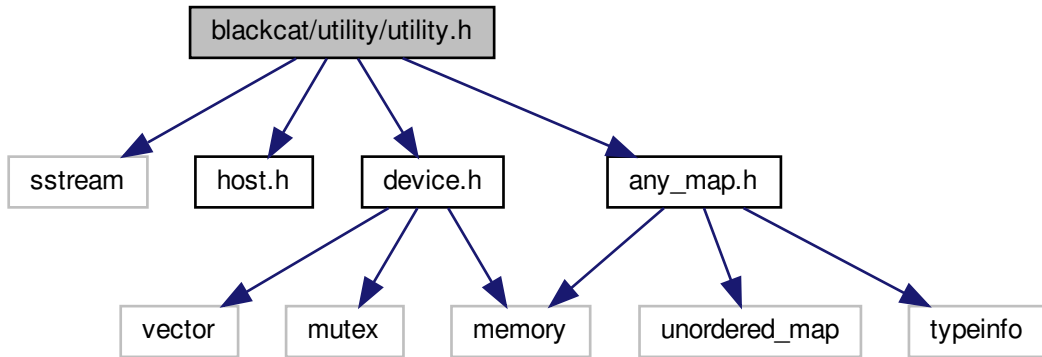 blackcat/utility/utility.h
sstream
host.h
device.h
any_map.h
vector
mutex
memory
unordered_map
typeinfo